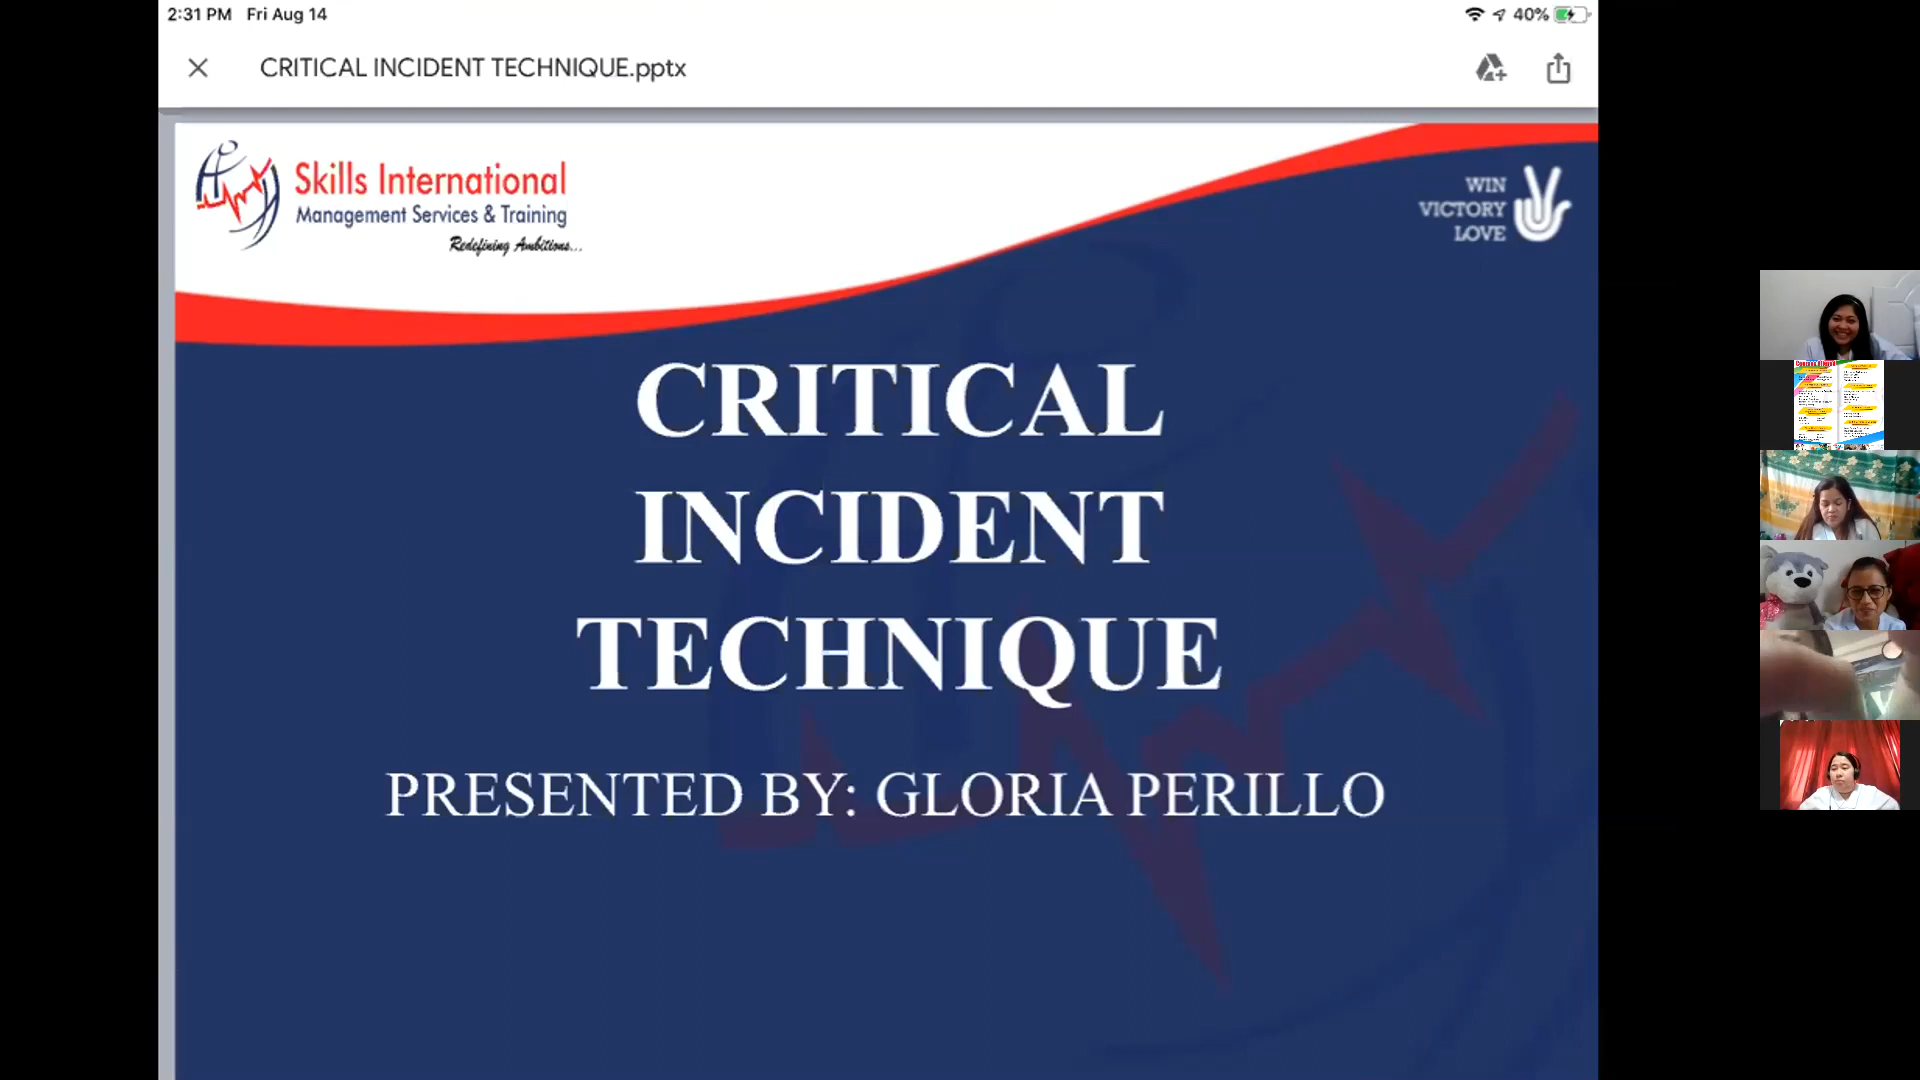 2:31 PM Fri Aug 14
40%
CRITICAL INCIDENT TECHNIQUE.pptx
Skills International
Management Services & Training
Redefining Ambitions...
WIN
VICTORY
LOVE
CRITICAL
INCIDENT
TECHNIQUE
PRESENTED BY: GLORIA PERILLO